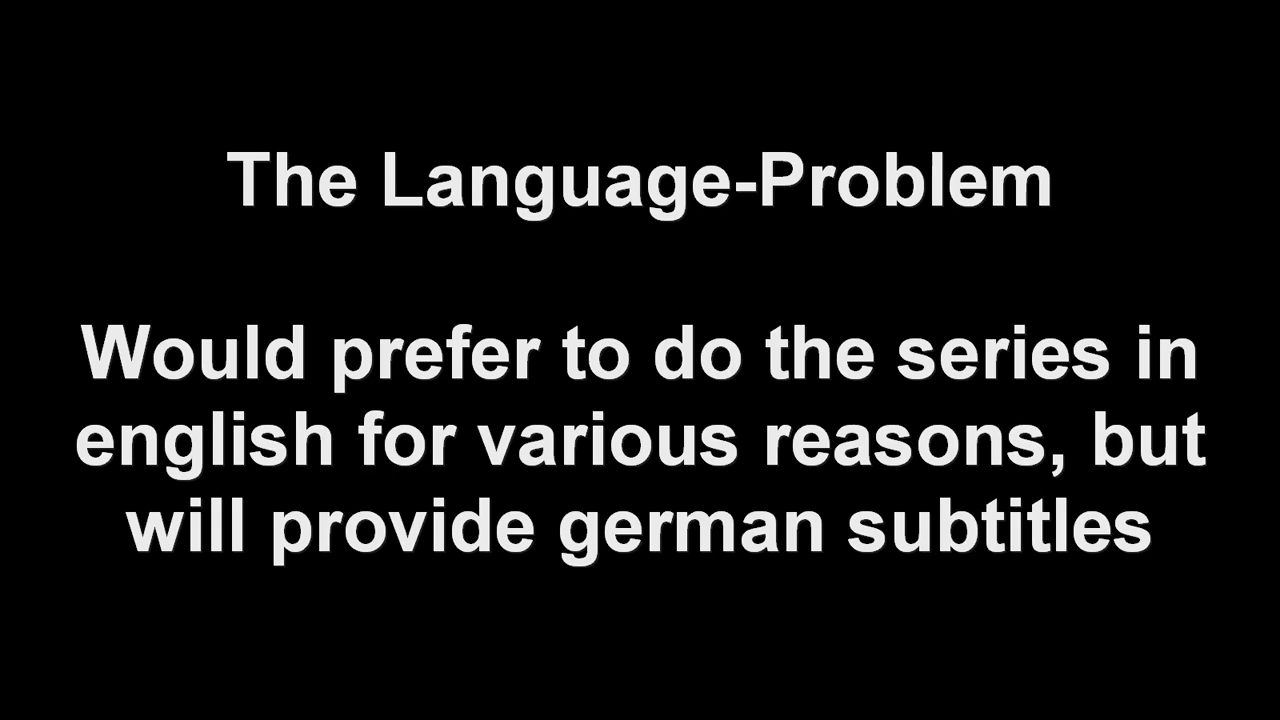 The Language-Problem
Would prefer to do the series in
english for various reasons, but
will provide german subtitles